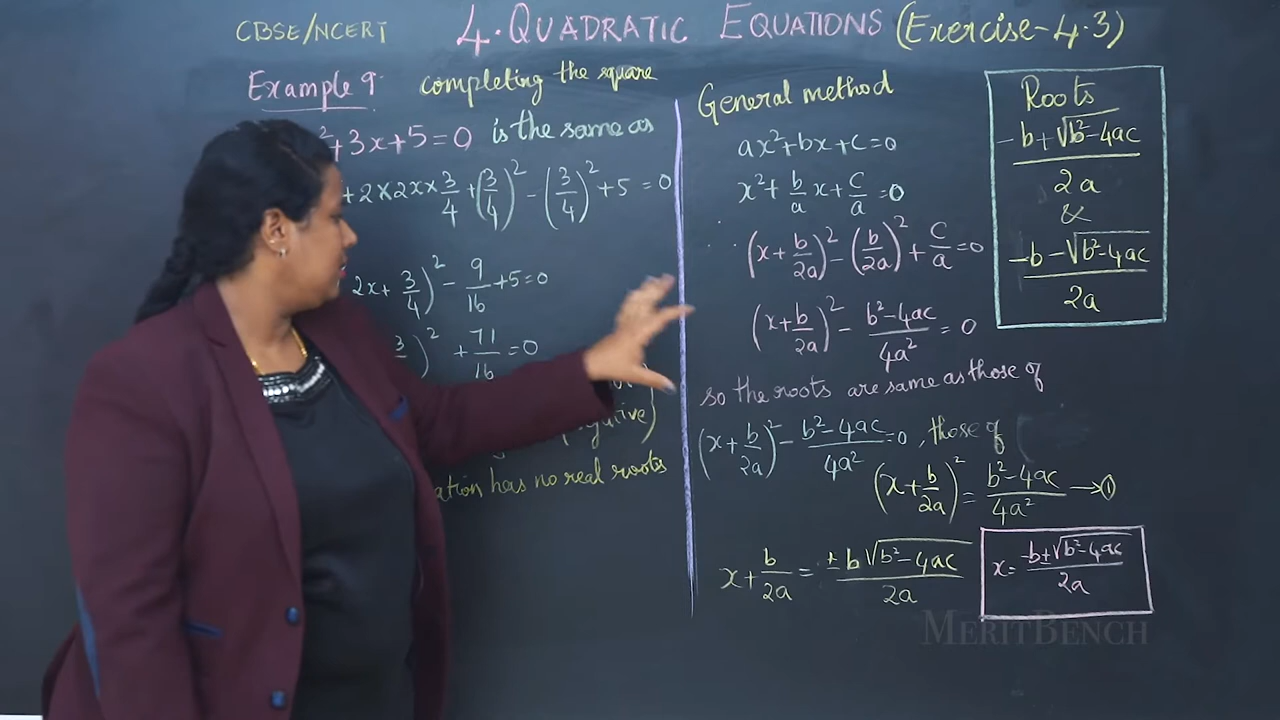 CBSE/NCERT 4. QUADRATIC EQUATIONS (Exercise-4.3)
Example 9 completing the square
²+3x+5=0 is the same as
+2×2x×3/4+(3/4)²-(3/4)²+5=0
2x+3/4)²-9/16+5=0
3/ )²+71/16=0
ation has no real roots
General method
ax²+bx+c=0
x²+b/a x+c/a=0
(x+b/2a)²-(b/2a)²+c/a=0
(x+b/2a)²-b²-4ac/4a²=0
so the roots are same as those of
(x+b/2a)²-b²-4ac/4a²=0, those of
(x+b/2a)²=b²-4ac/4a²→①
x+b/2a=±b√b²-4ac/2a
x=-b±√b²-4ac/2a
Roots
-b+√b²-4ac/2a
&
-b-√b²-4ac/2a
MERITBENCH